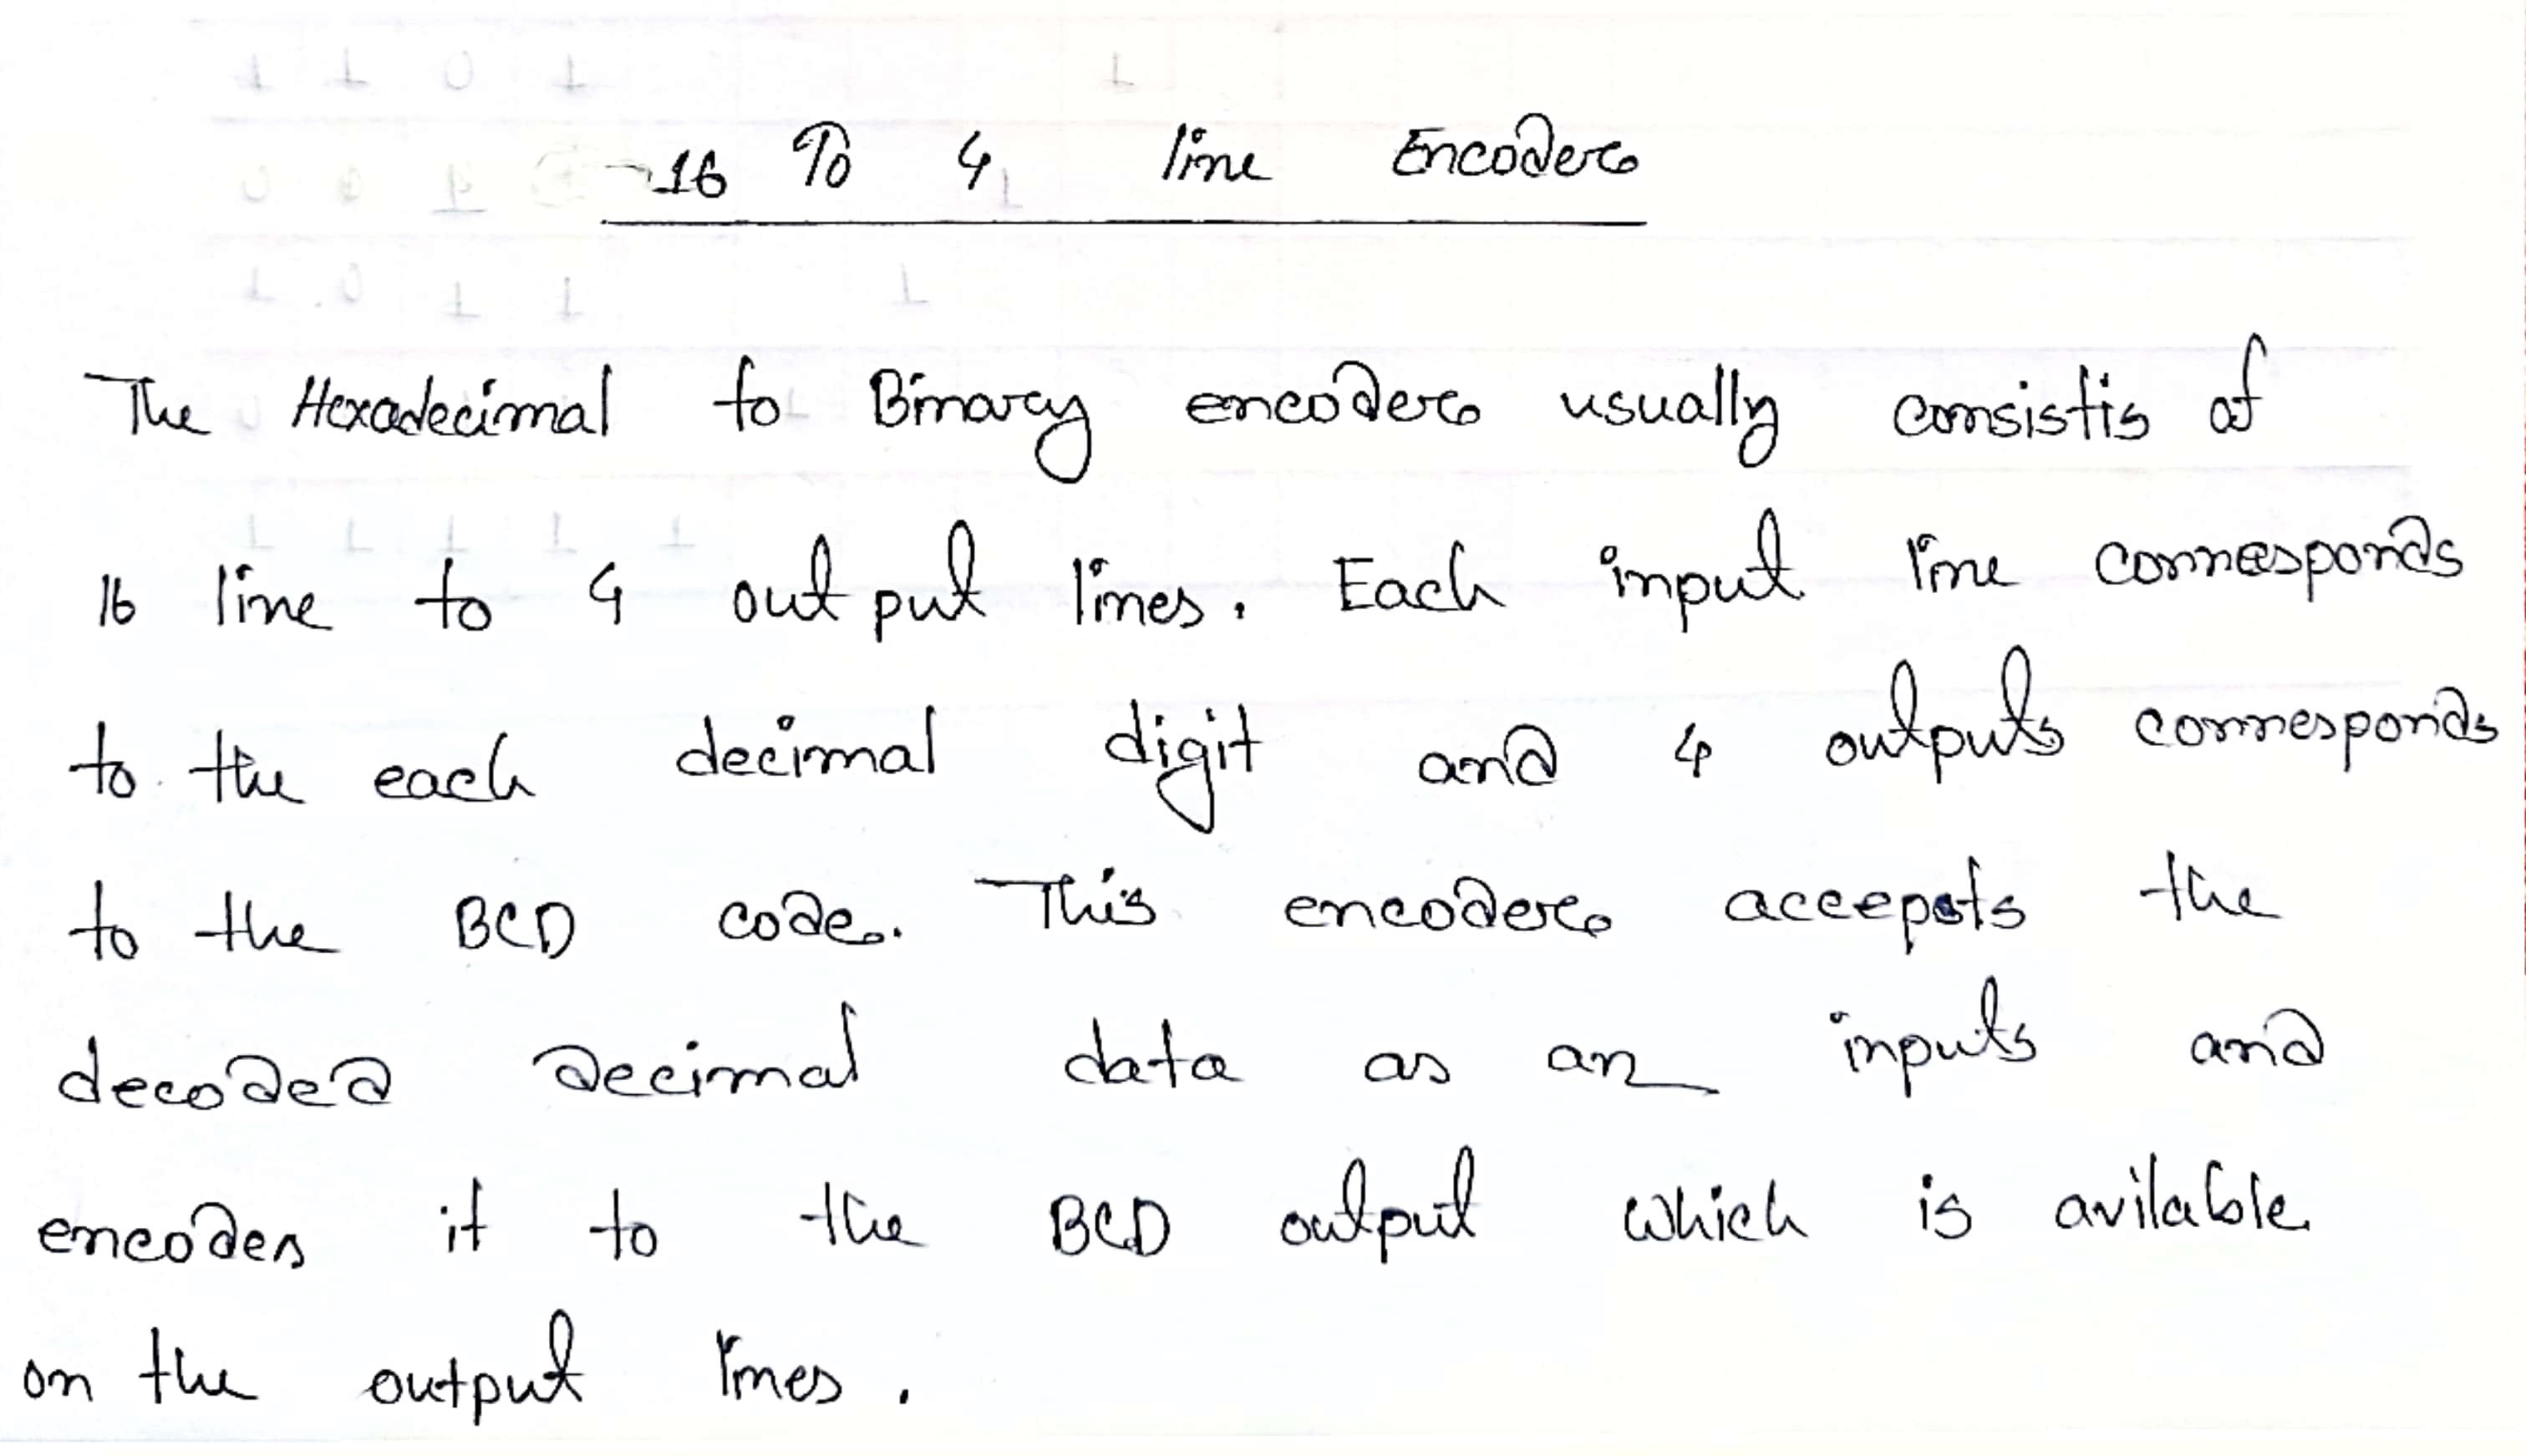 16 To 4 line Encoder
The Hexadecimal to Binary encoder usually consistis of
16 line to 4 out put lines. Each input line corresponds
to the each decimal digit and 4 outputs corresponds
to the BCD code. This encoder accepts the
decoded decimal data as an inputs and
encodes it to the BCD output which is avilable
on the output lines.